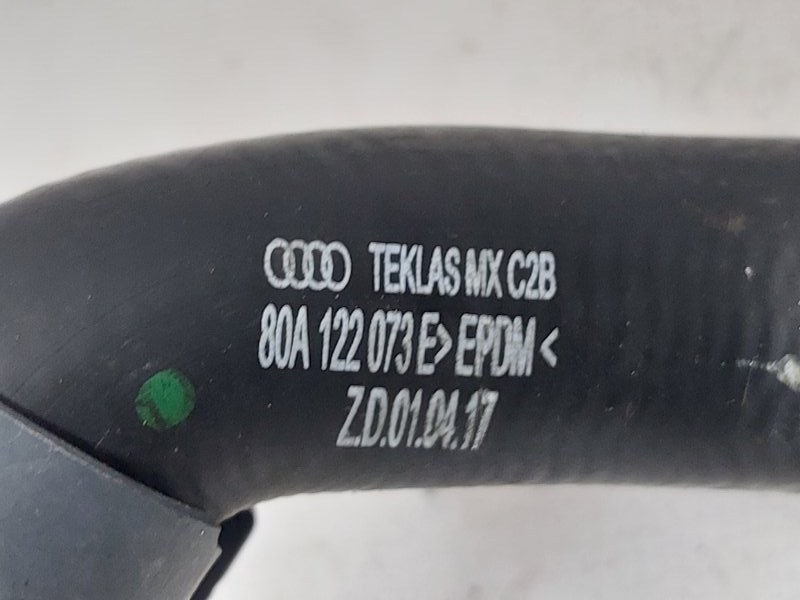 TEKLAS MX C2B
80A 122 073 E >EPDM<
Z.D.01.04.17